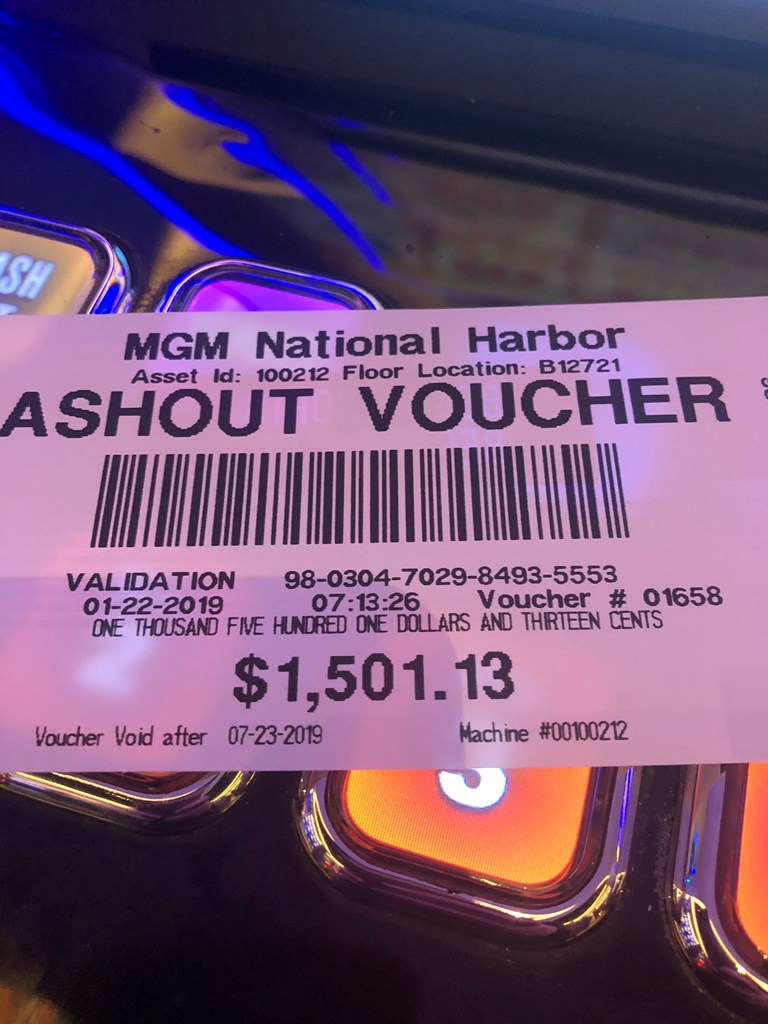 ASH
MGM National Harbor
Asset Id: 100212 Floor Location: B12721
ASHOUT VOUCHER
VALIDATION 98-0304-7029-8493-5553
01-22-2019 07:13:26 Voucher # 01658
ONE THOUSAND FIVE HUNDRED ONE DOLLARS AND THIRTEEN CENTS
$1,501.13
Voucher Void after 07-23-2019 Machine #00100212